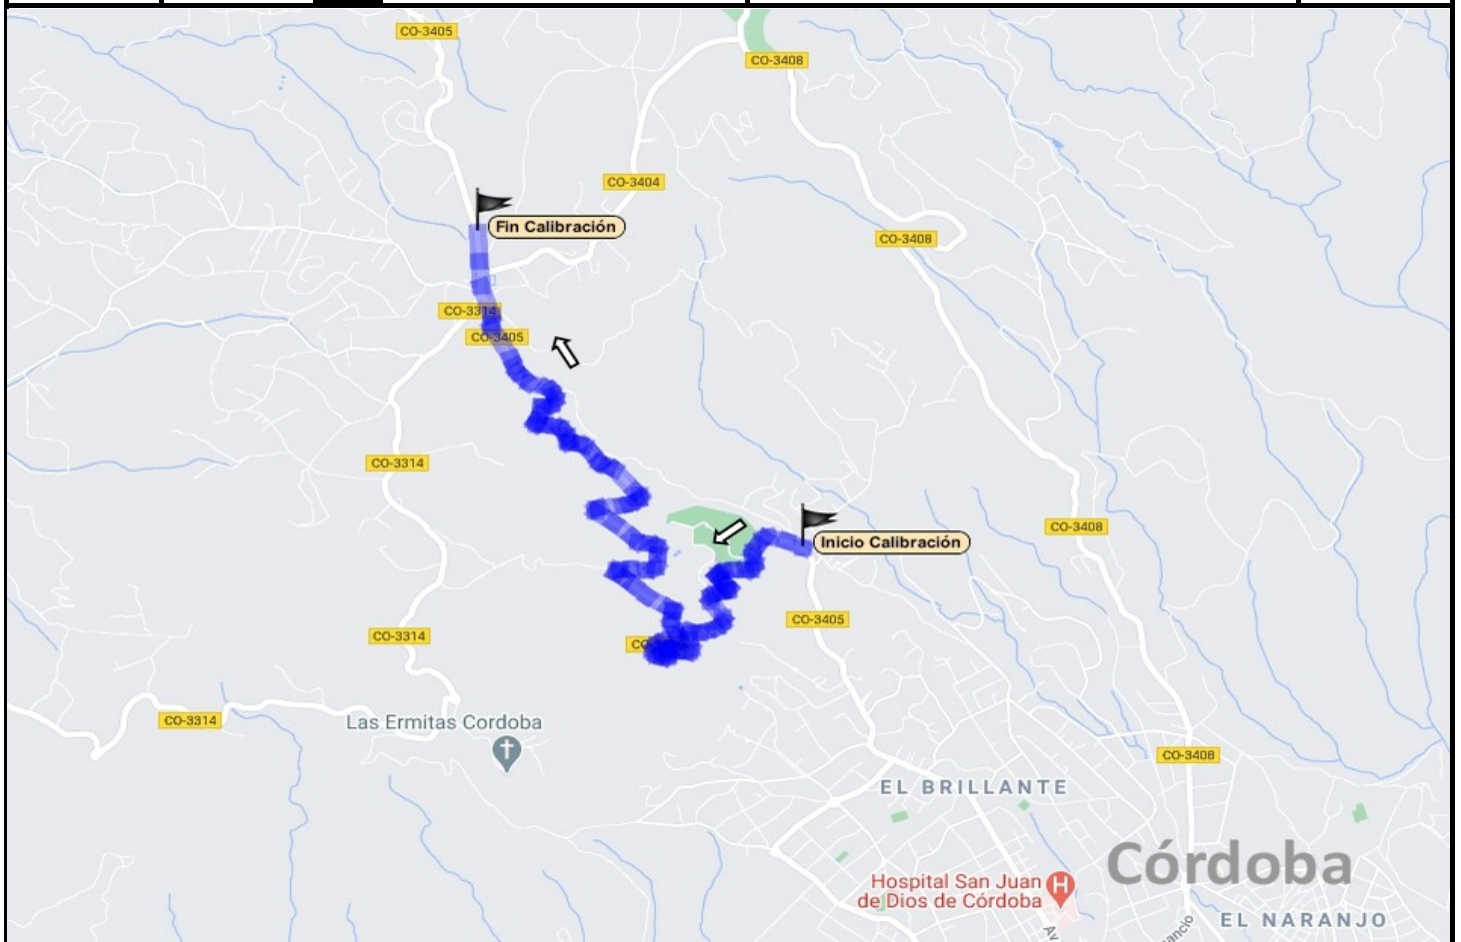 CO-3405
CO-3408
CO-3404
Fin Calibración
CO-3408
CO-3314
CO-3405
CO-3314
CO-3408
Inicio Calibración
CO-3405
CO-3314
CO
CO-3314
Las Ermitas Cordoba
CO-3408
EL BRILLANTE
Córdoba
Hospital San Juan
de Dios de Córdoba
H
EL NARANJO
Av